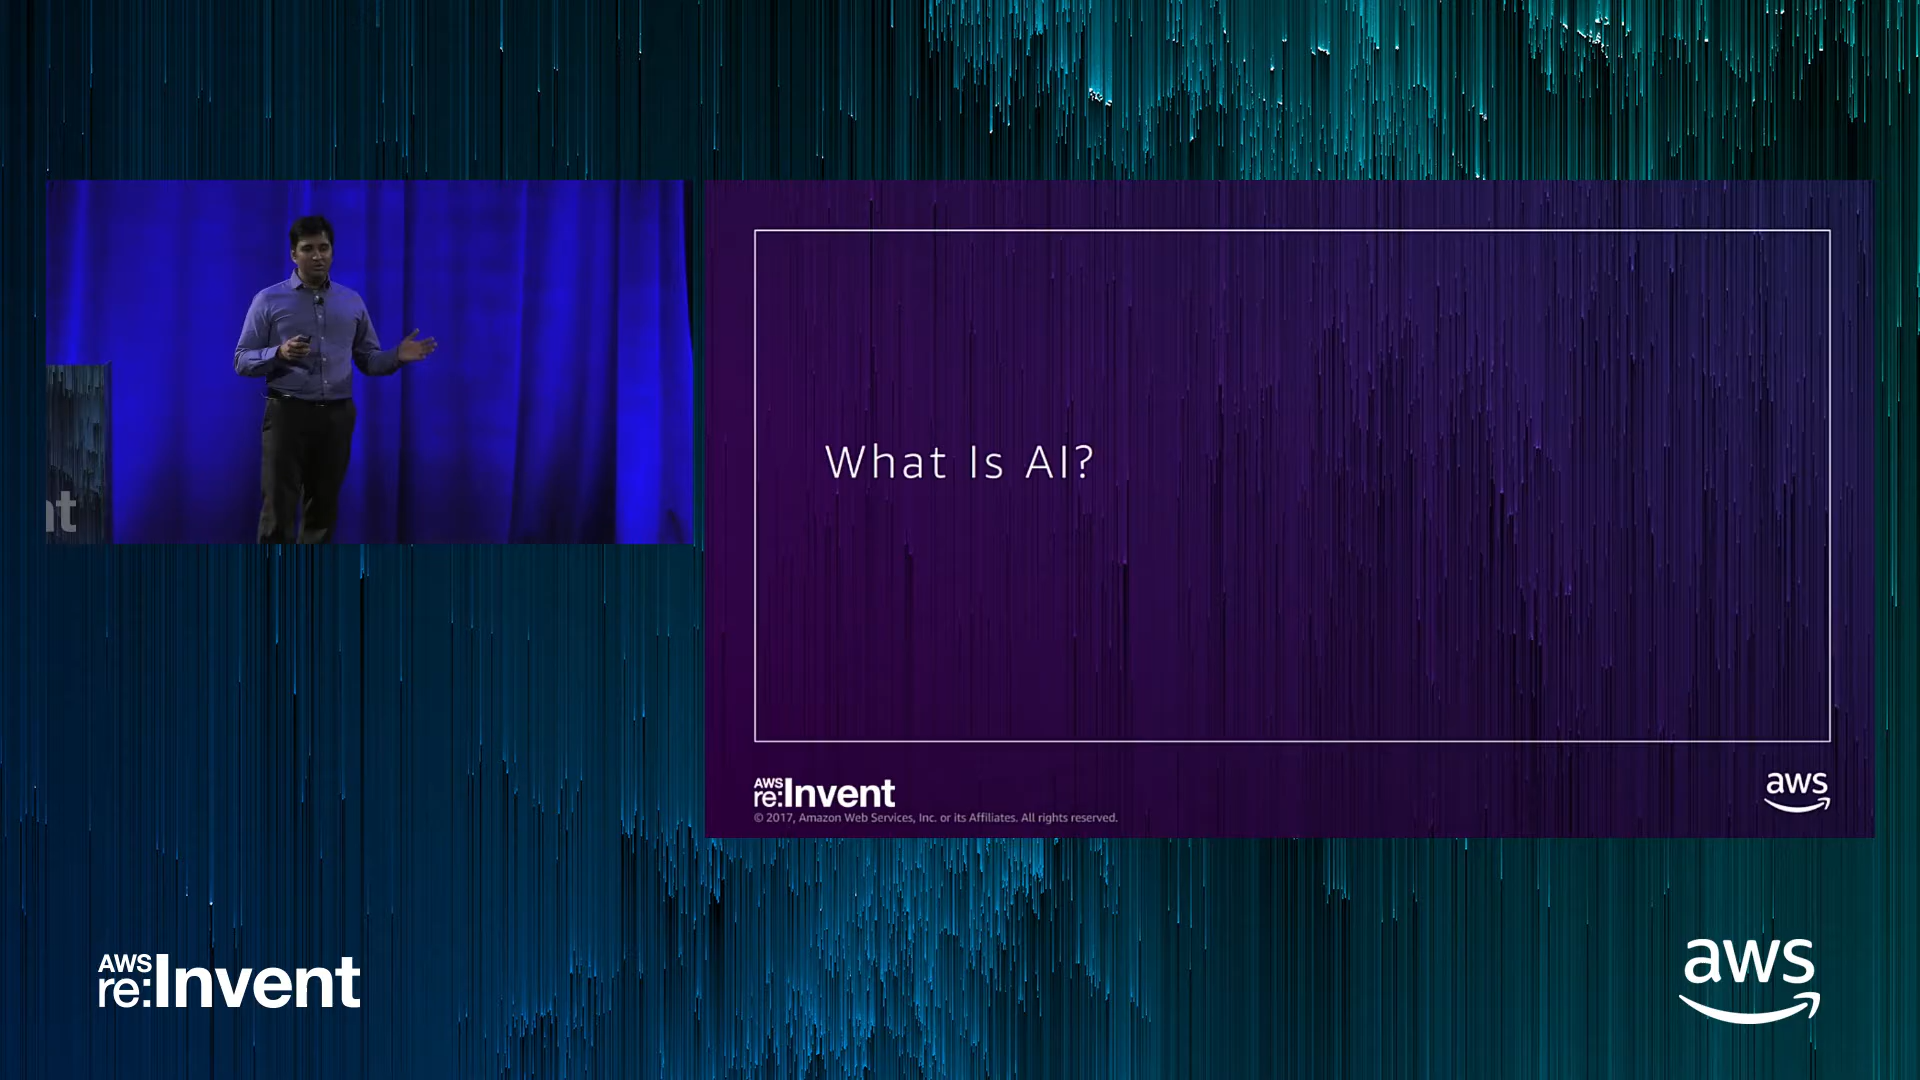 nt
What Is AI?
AWS
re:Invent
© 2017, Amazon Web Services, Inc. or its Affiliates. All rights reserved.
aws
AWS
re:Invent
aws